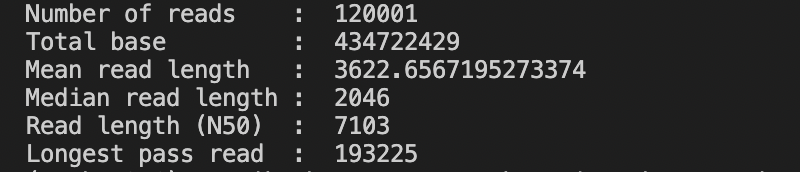 Number of reads : 120001
Total base : 434722429
Mean read length : 3622.6567195273374
Median read length : 2046
Read length (N50) : 7103
Longest pass read : 193225